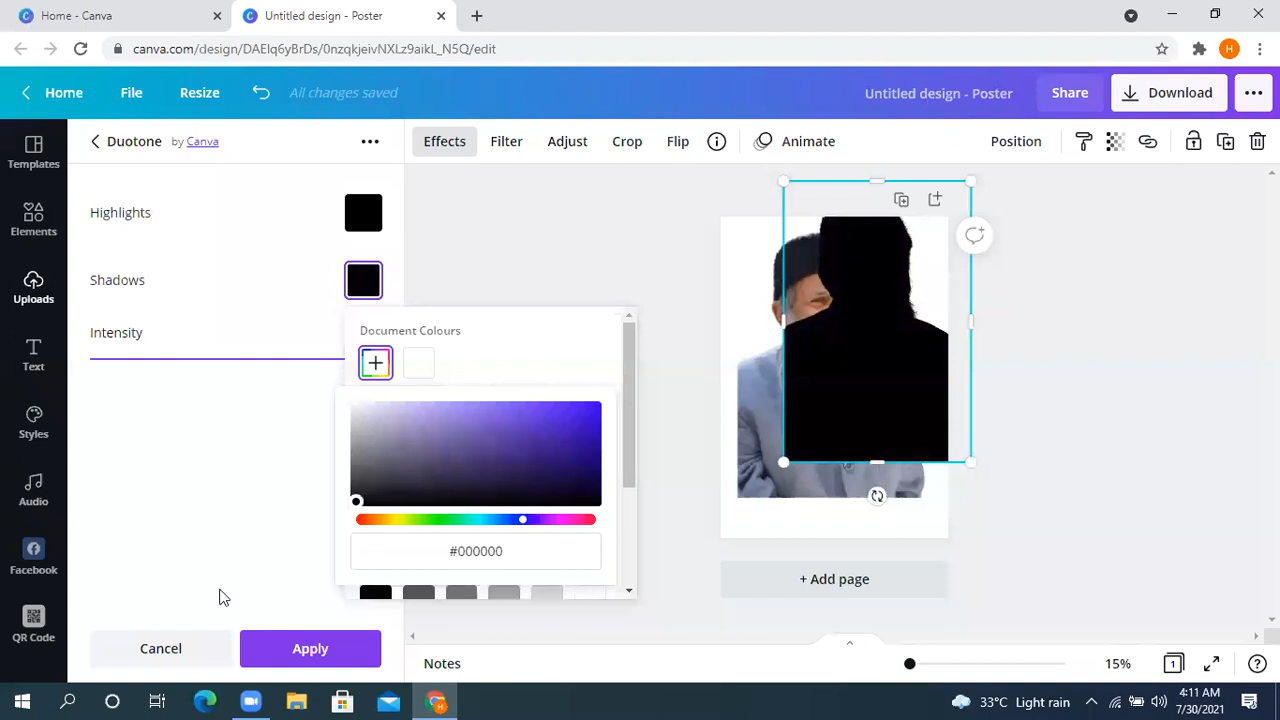 Home - Canva
Untitled design - Poster
canva.com/design/DAElq6yBrDs/0nzqkjeivNXLz9aikL_N5Q/edit
H
Home
File
Resize
All changes saved
Untitled design - Poster
Share
Download
Templates
Elements
Uploads
Text
Styles
Audio
Facebook
QR Code
Duotone by Canva
Effects
Filter
Adjust
Crop
Flip
Animate
Position
Highlights
Shadows
Intensity
Document Colours
#000000
Cancel
Apply
+ Add page
Notes
15%
1
33°C Light rain
4:11 AM
7/30/2021